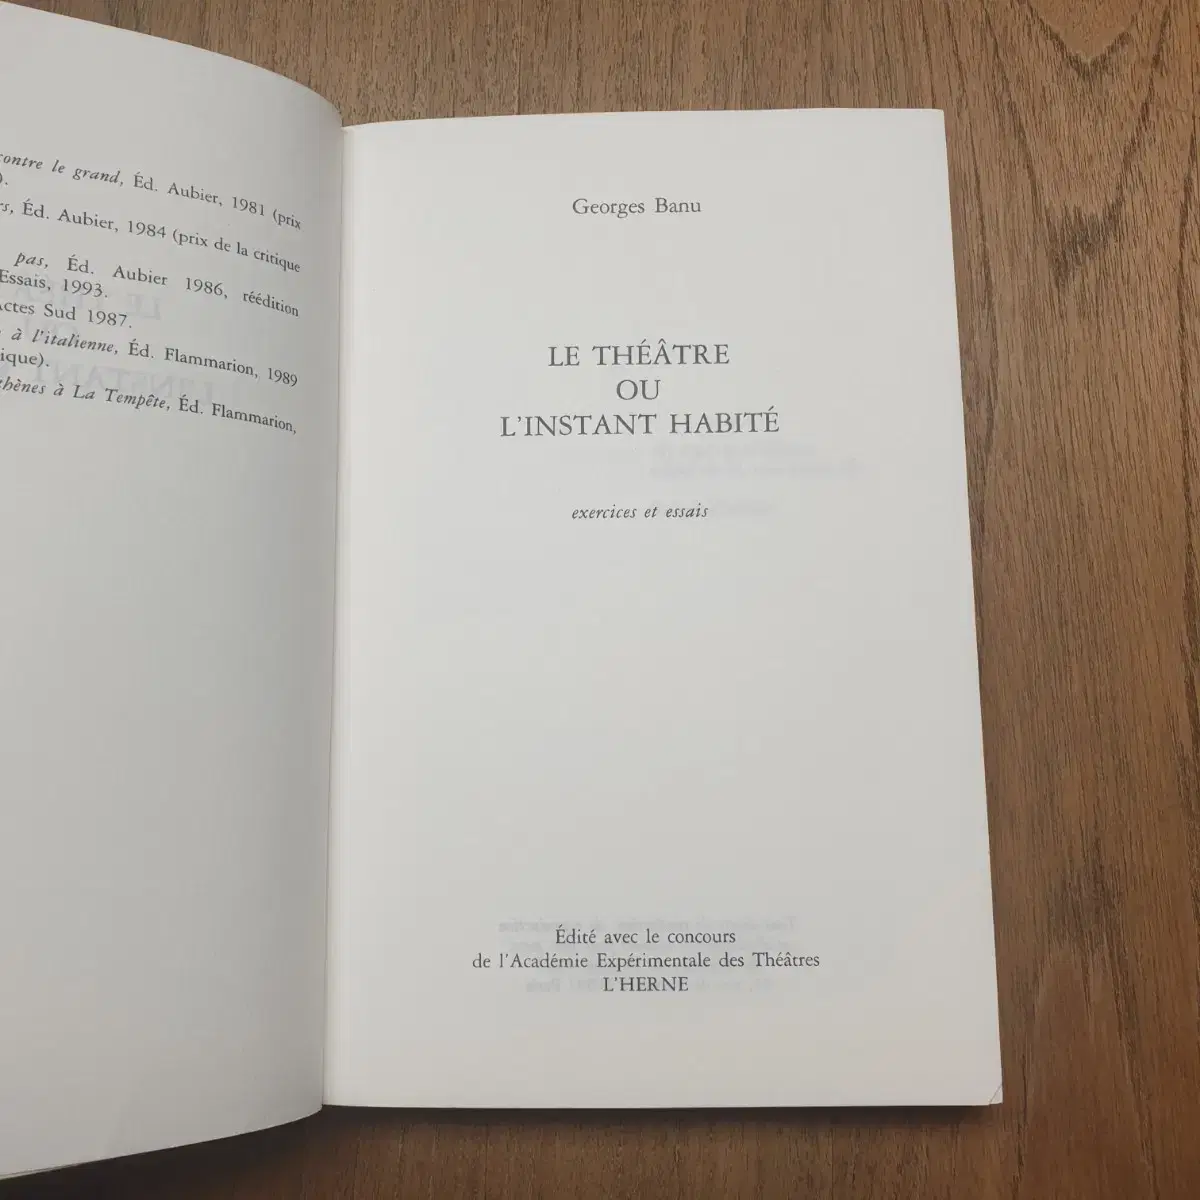 contre le grand, Éd. Aubier, 1981 (prix
).
rs, Éd. Aubier, 1984 (prix de la critique
pas, Éd. Aubier 1986, réédition
Essais, 1993.
Actes Sud 1987.
à l'italienne, Éd. Flammarion, 1989
ique).
thènes à La Tempête, Éd. Flammarion,
Georges Banu
LE THÉÂTRE
OU
L'INSTANT HABITÉ
exercices et essais
Édité avec le concours
de l'Académie Expérimentale des Théâtres
L'HERNE